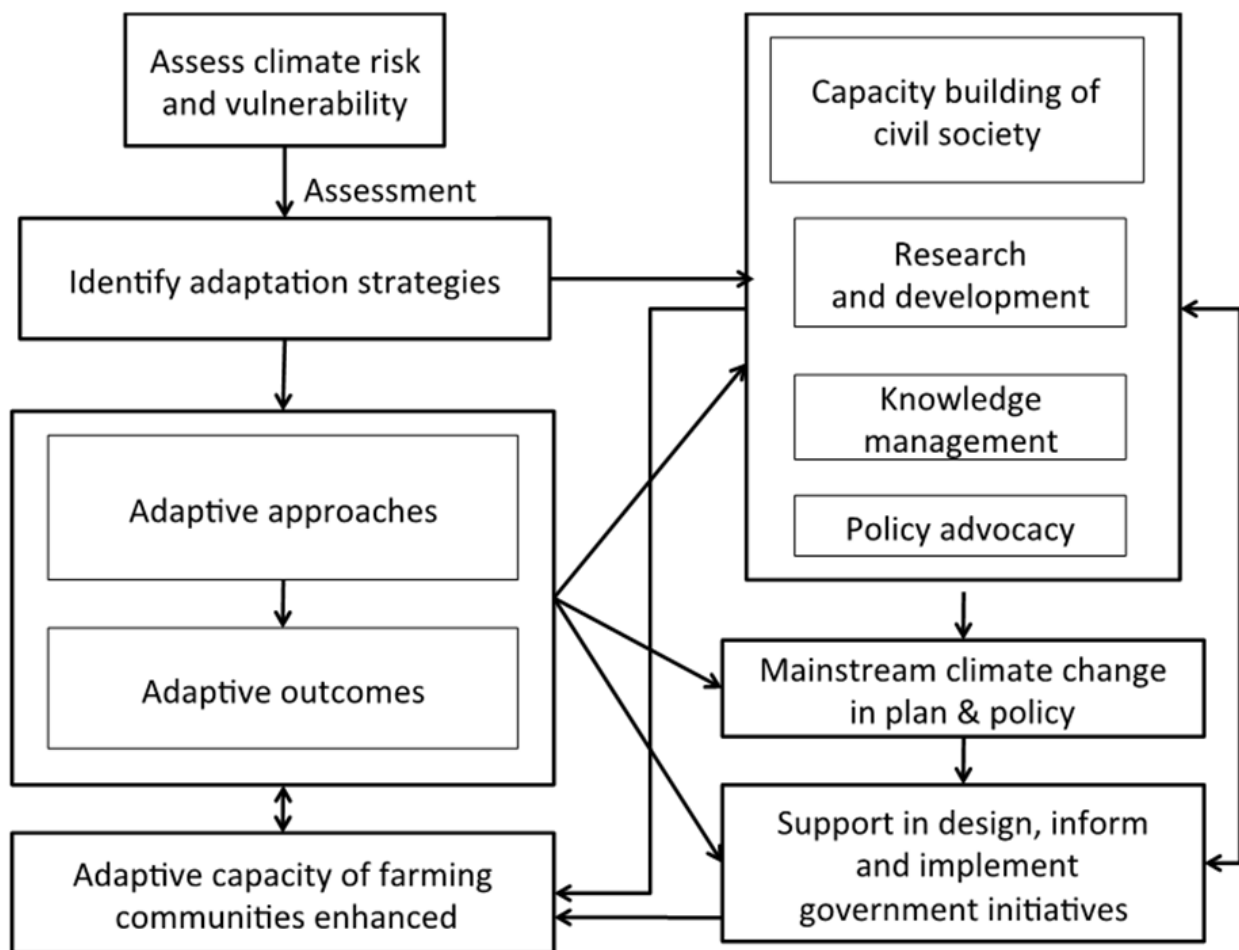 Assess climate risk
and vulnerability
Assessment
Identify adaptation strategies
Adaptive approaches
Adaptive outcomes
Adaptive capacity of farming
communities enhanced
Capacity building of
civil society
Research
and development
Knowledge
management
Policy advocacy
Mainstream climate change
in plan & policy
Support in design, inform
and implement
government initiatives